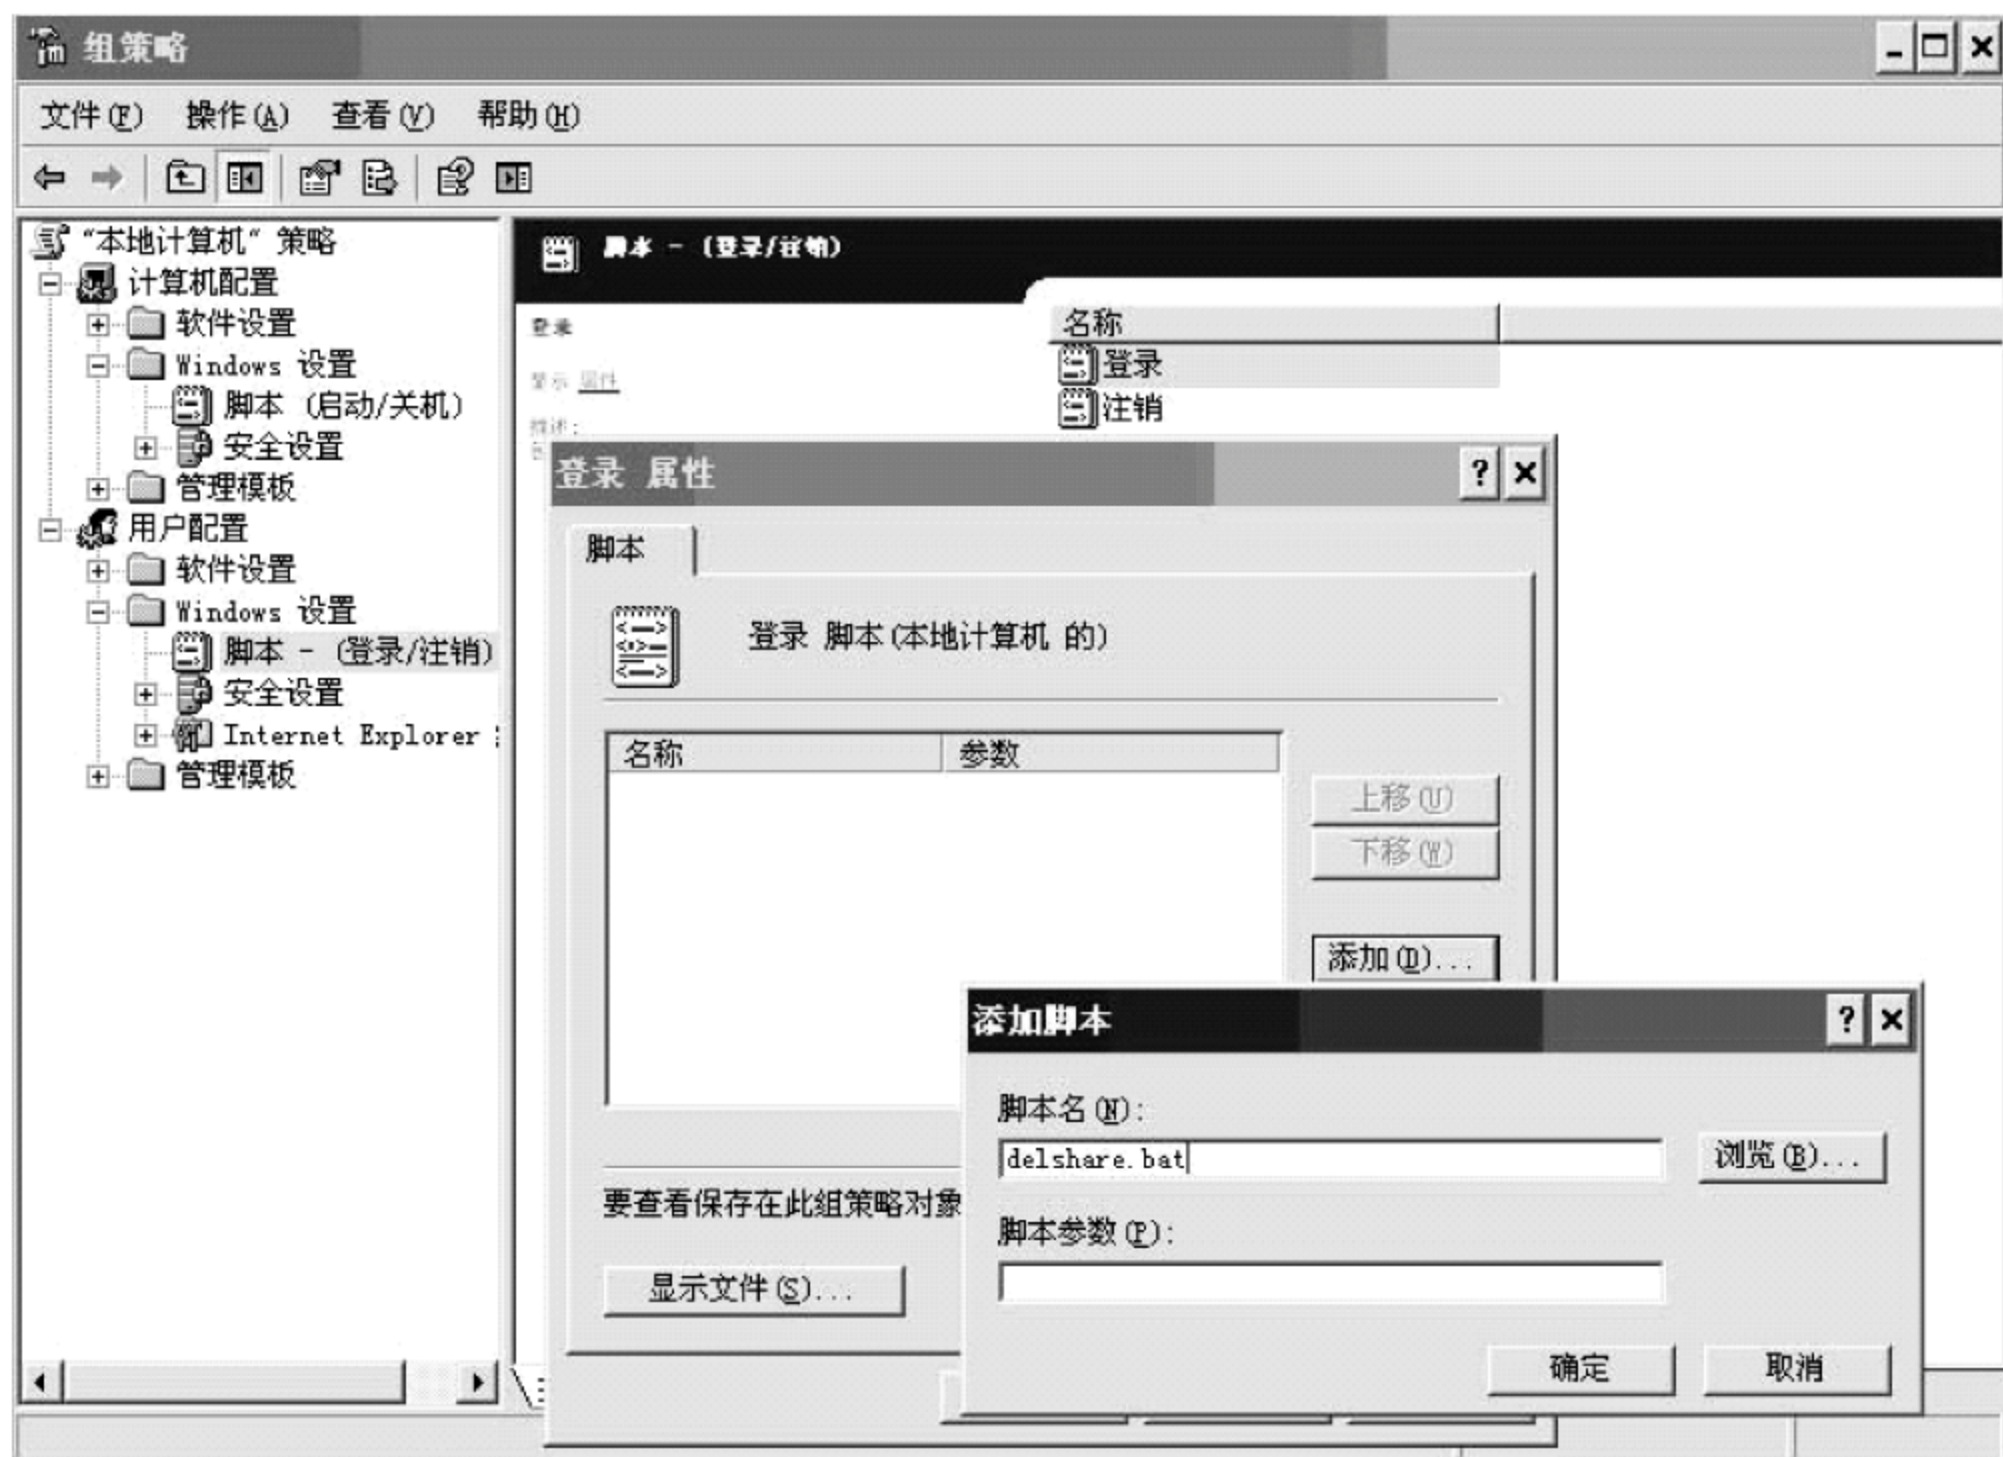 组策略
文件(F) 操作(A) 查看(V) 帮助(H)
“本地计算机” 策略
计算机配置
软件设置
Windows 设置
脚本 (启动/关机)
安全设置
管理模板
用户配置
软件设置
Windows 设置
脚本 - (登录/注销)
安全设置
Internet Explorer
管理模板
脚本 - (登录/注销)
登录
显示 属性
描述:
名称
登录
注销
登录 属性
脚本
登录 脚本(本地计算机 的)
名称 参数
上移(U)
下移(W)
添加(D)...
要查看保存在此组策略对象
显示文件(S)...
添加脚本
脚本名(N):
delshare.bat
浏览(B)...
脚本参数(P):
确定 取消